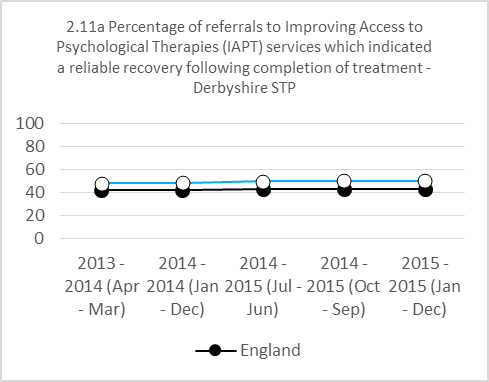 2.11a Percentage of referrals to Improving Access to
Psychological Therapies (IAPT) services which indicated
a reliable recovery following completion of treatment -
Derbyshire STP
100
80
60
40
20
0
2013 -
2014 (Apr
- Mar)
2014 -
2014 (Jan
- Dec)
2014 -
2015 (Jul -
Jun)
2014 -
2015 (Oct
- Sep)
2015 -
2015 (Jan
- Dec)
England